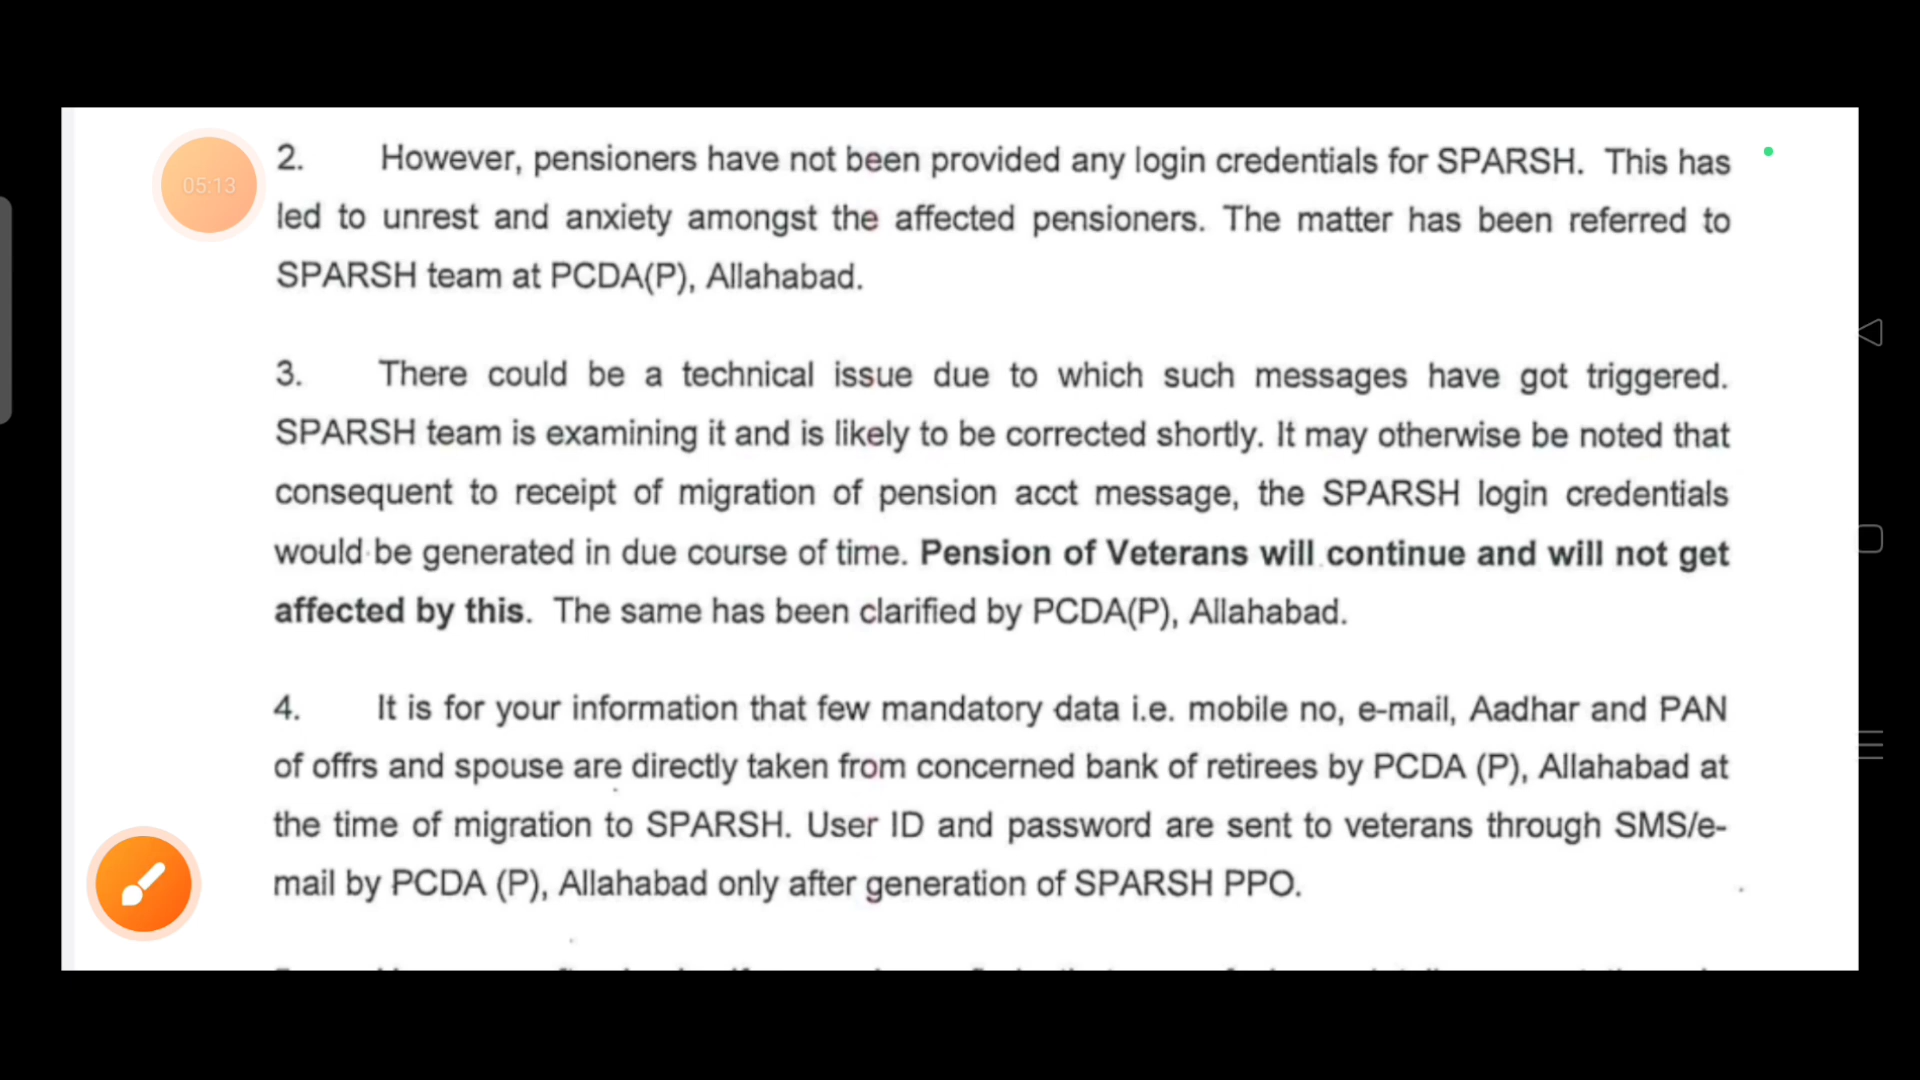 05:13
2. However, pensioners have not been provided any login credentials for SPARSH. This has
led to unrest and anxiety amongst the affected pensioners. The matter has been referred to
SPARSH team at PCDA(P), Allahabad.
3. There could be a technical issue due to which such messages have got triggered.
SPARSH team is examining it and is likely to be corrected shortly. It may otherwise be noted that
consequent to receipt of migration of pension acct message, the SPARSH login credentials
would be generated in due course of time. Pension of Veterans will continue and will not get
affected by this. The same has been clarified by PCDA(P), Allahabad.
4. It is for your information that few mandatory data i.e. mobile no, e-mail, Aadhar and PAN
of offrs and spouse are directly taken from concerned bank of retirees by PCDA (P), Allahabad at
the time of migration to SPARSH. User ID and password are sent to veterans through SMS/e-
mail by PCDA (P), Allahabad only after generation of SPARSH PPO.